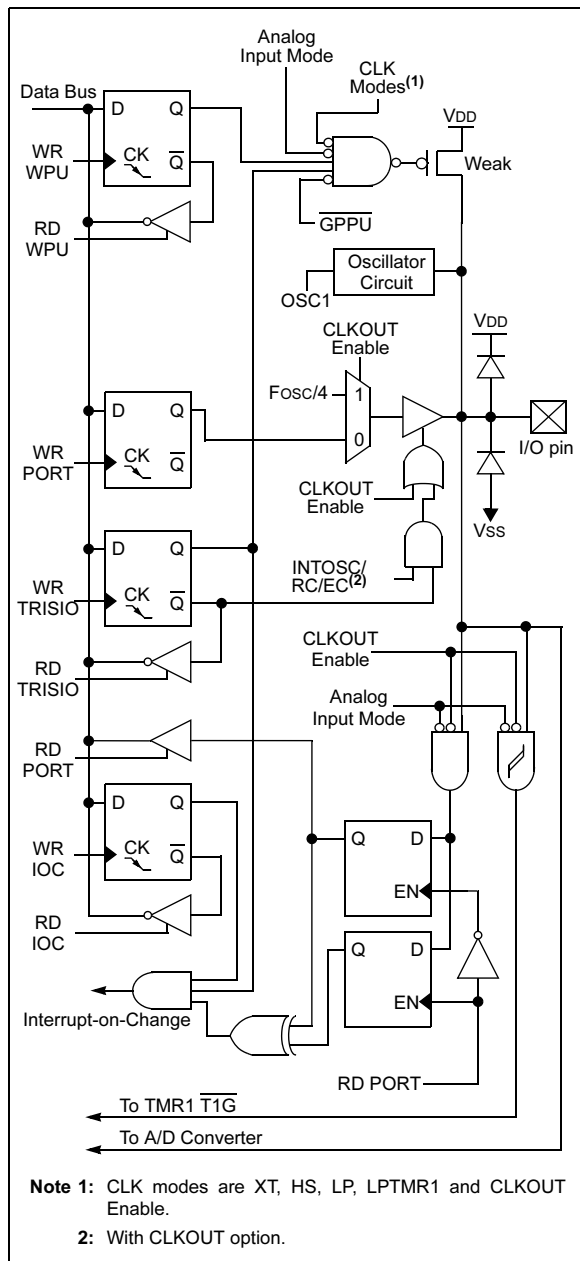 Analog
Input Mode
CLK
Modes(1)
Data Bus
D
Q
VDD
WR
WPU
CK
Q
Weak
RD
WPU
GPPU
Oscillator
Circuit
OSC1
CLKOUT
Enable
VDD
FOSC/4
1
D
Q
0
I/O pin
WR
PORT
CK
Q
CLKOUT
Enable
VSS
D
Q
INTOSC/
RC/EC(2)
WR
TRISIO
CK
Q
CLKOUT
Enable
RD
TRISIO
Analog
Input Mode
RD
PORT
D
Q
Q
D
WR
IOC
CK
Q
EN
RD
IOC
Q
D
Interrupt-on-Change
EN
RD PORT
To TMR1 T1G
To A/D Converter
Note 1: CLK modes are XT, HS, LP, LPTMR1 and CLKOUT
Enable.
2: With CLKOUT option.